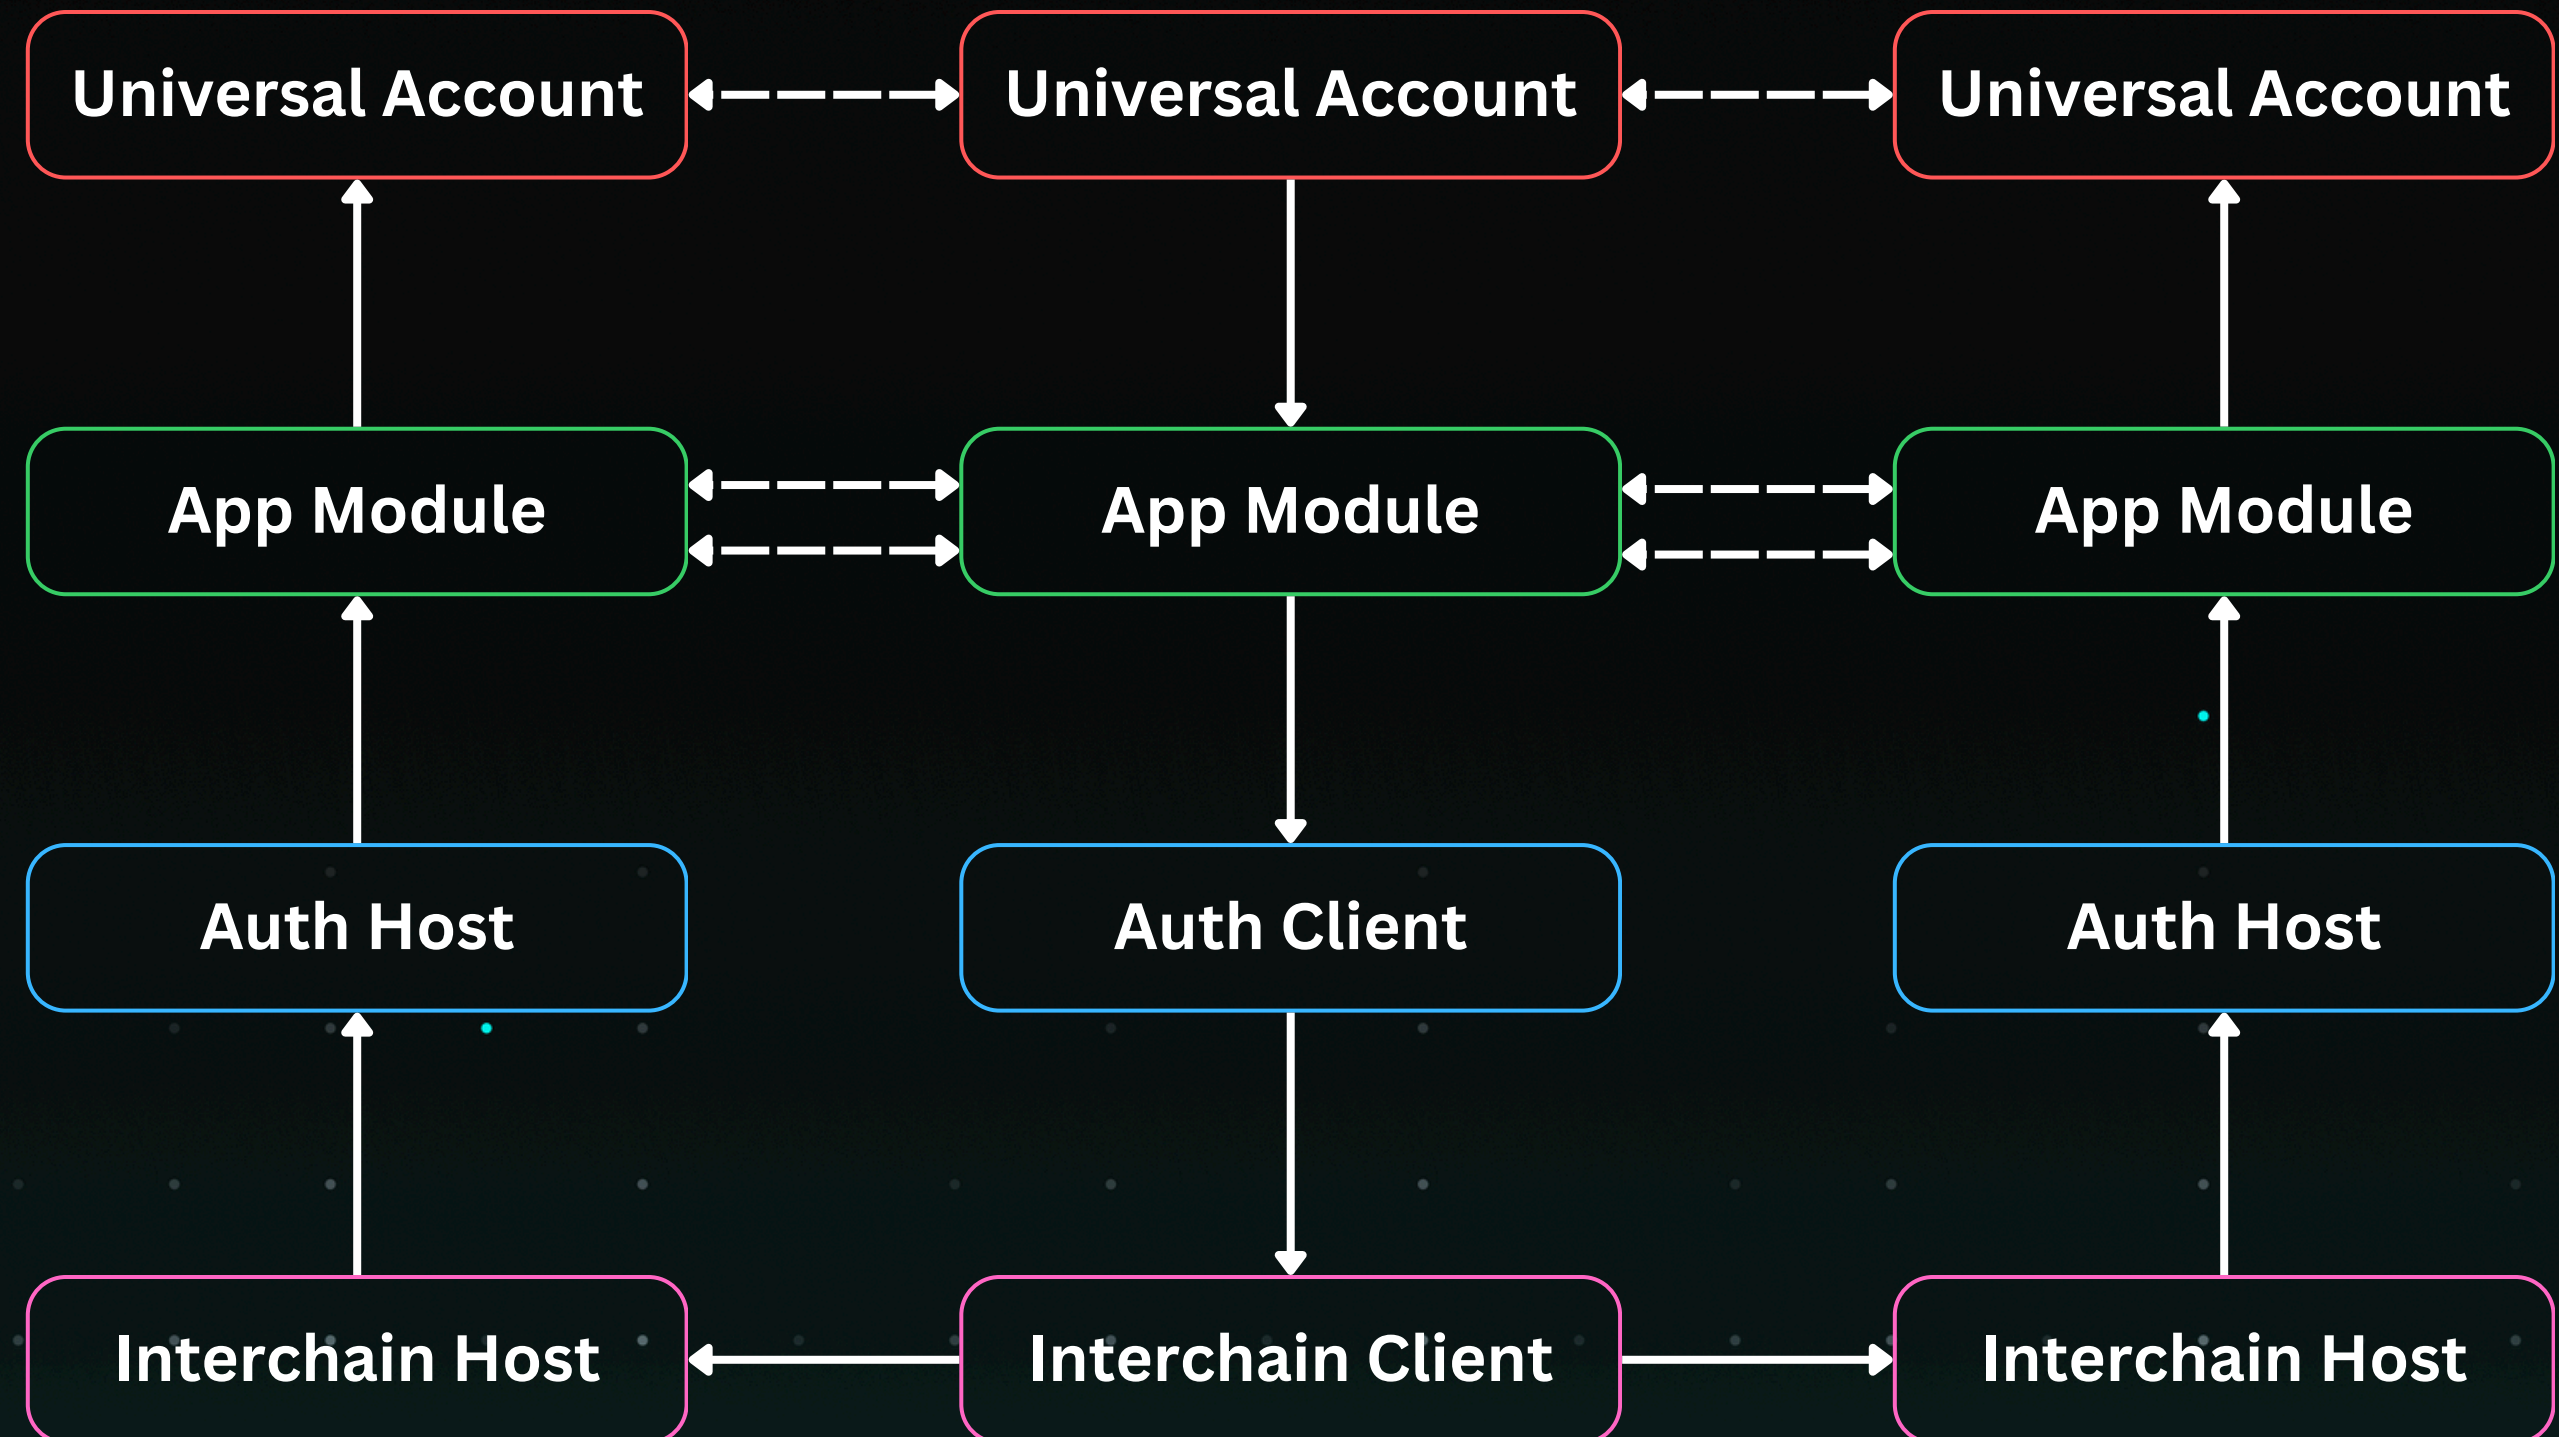 Universal Account
Universal Account
Universal Account
App Module
App Module
App Module
Auth Host
Auth Client
Auth Host
Interchain Host
Interchain Client
Interchain Host